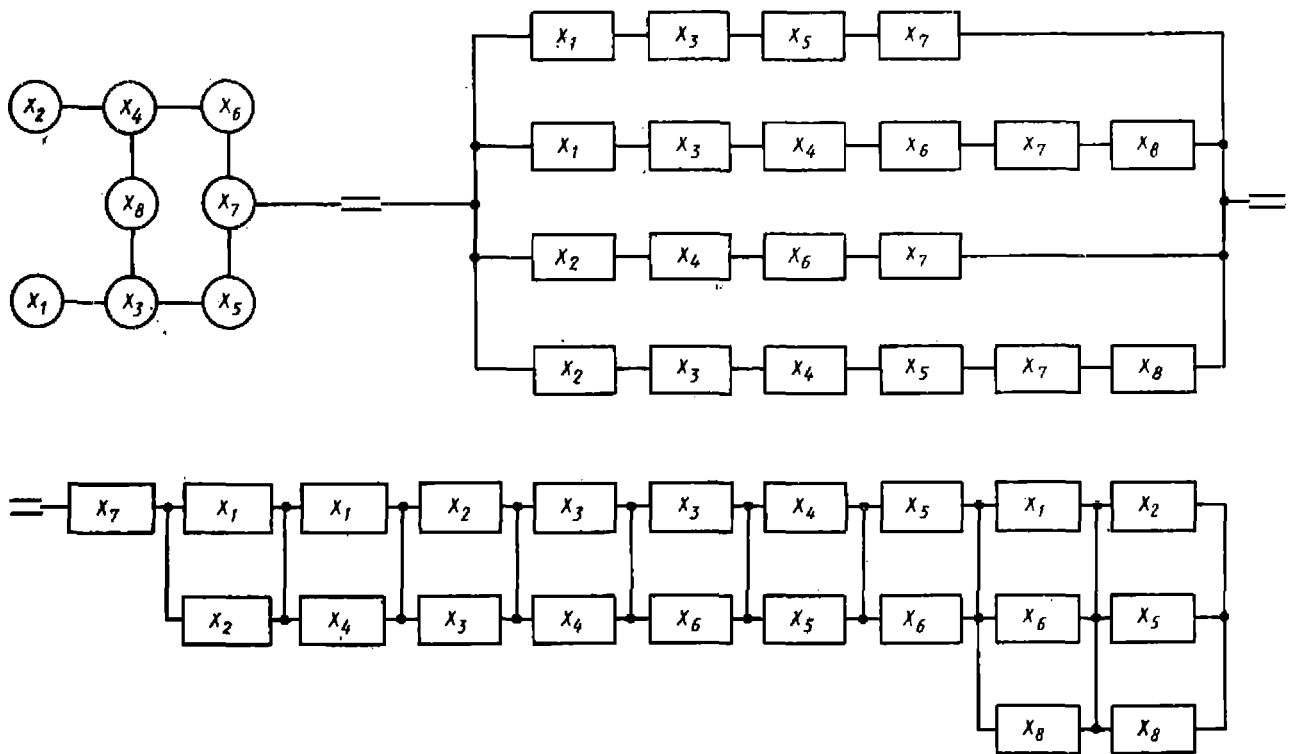 X₁ X₃ X₅ X₇
X₂ X₄ X₆
X₁ X₃ X₄ X₆ X₇ X₈
X₈ X₇
X₂ X₄ X₆ X₇
X₁ X₃ X₅
X₂ X₃ X₄ X₅ X₇ X₈
X₇ X₁ X₁ X₂ X₃ X₃ X₄ X₅ X₁ X₂
X₂ X₄ X₃ X₄ X₆ X₅ X₆ X₆ X₅
X₈ X₈